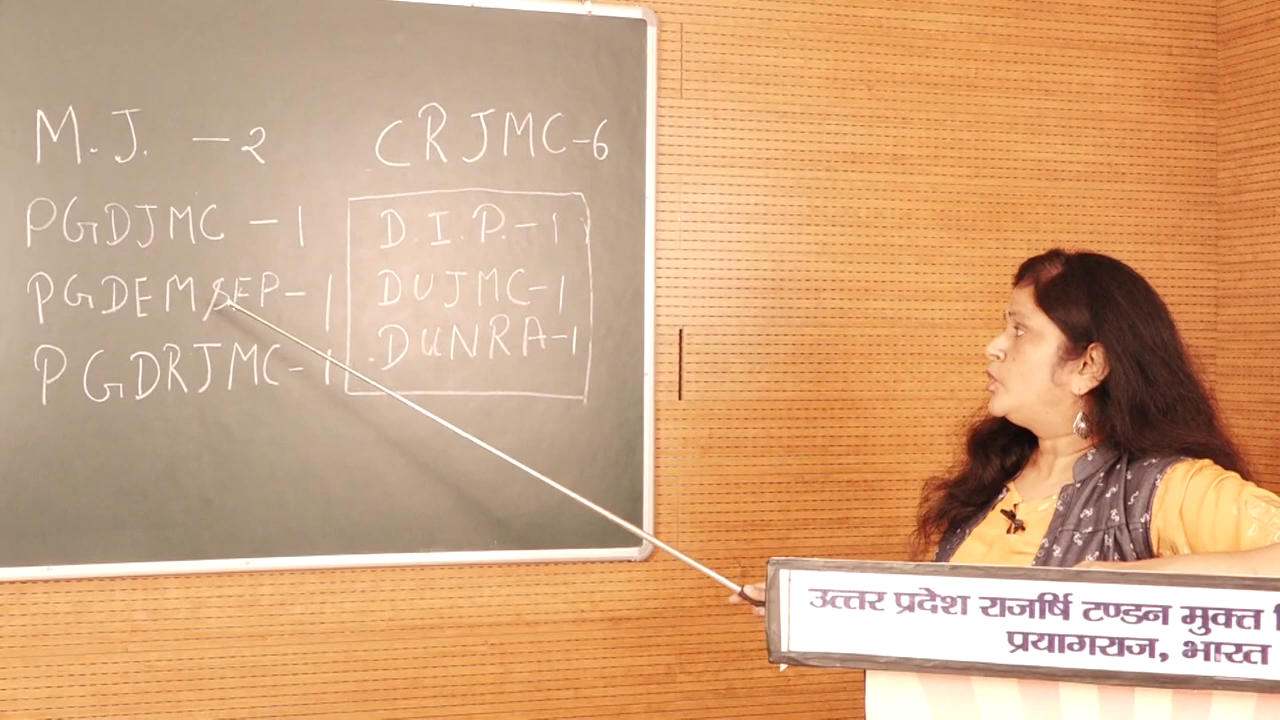 M.J. - 2
PGDJMC - 1
PGDEM&FP - 1
PGDRJMC - 1
CRJMC - 6
D.I.P. - 1
DUJMC - 1
DUNRA - 1
उत्तर प्रदेश राजर्षि टण्डन मुक्त
प्रयागराज, भारत